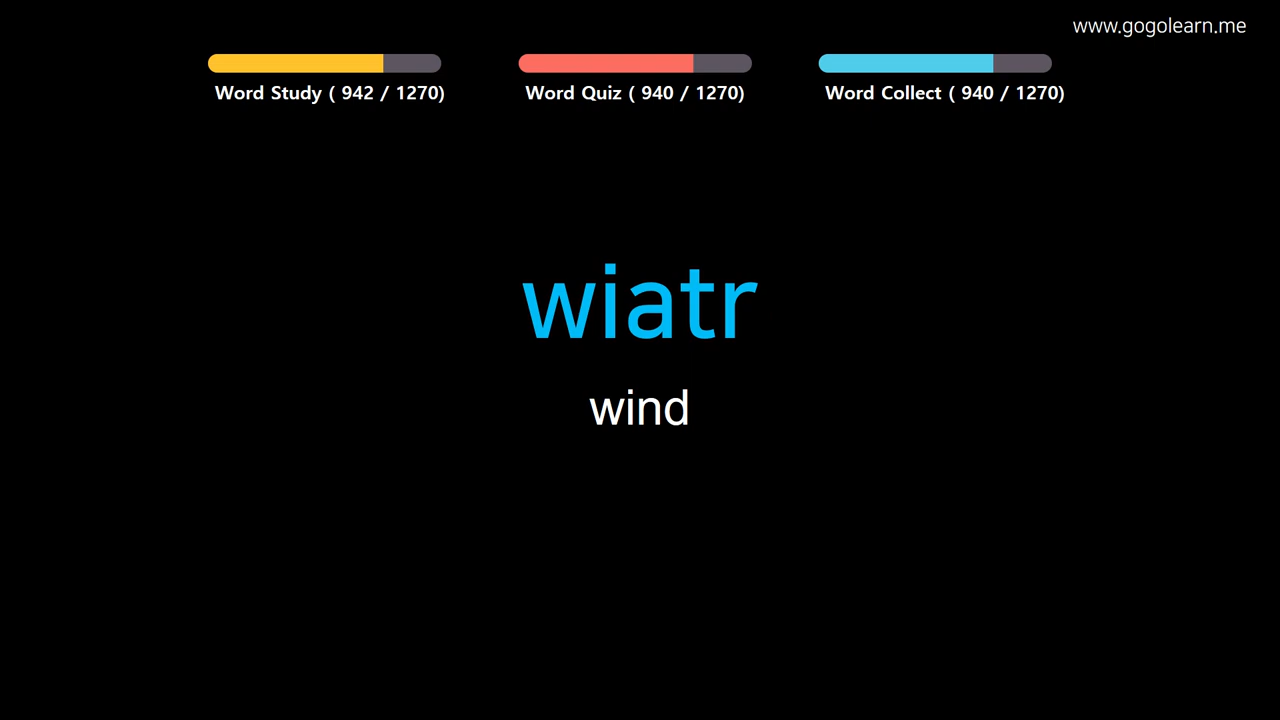 www.gogolearn.me
Word Study ( 942 / 1270)
Word Quiz ( 940 / 1270)
Word Collect ( 940 / 1270)
wiatr
wind